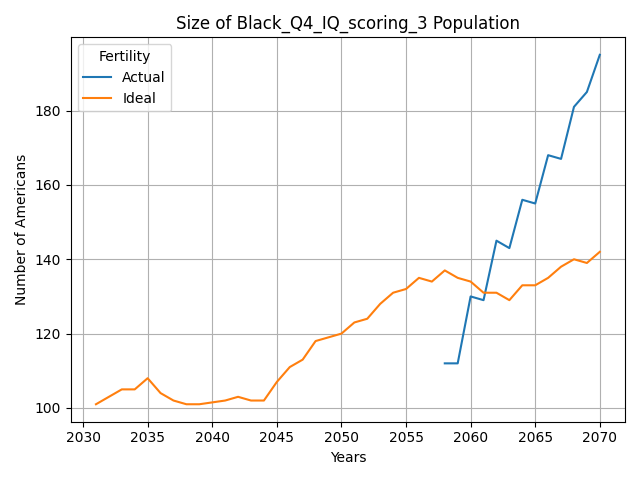 Size of Black_Q4_IQ_scoring_3 Population
Fertility
Actual
Ideal
Number of Americans
180
160
140
120
100
2030 2035 2040 2045 2050 2055 2060 2065 2070
Years